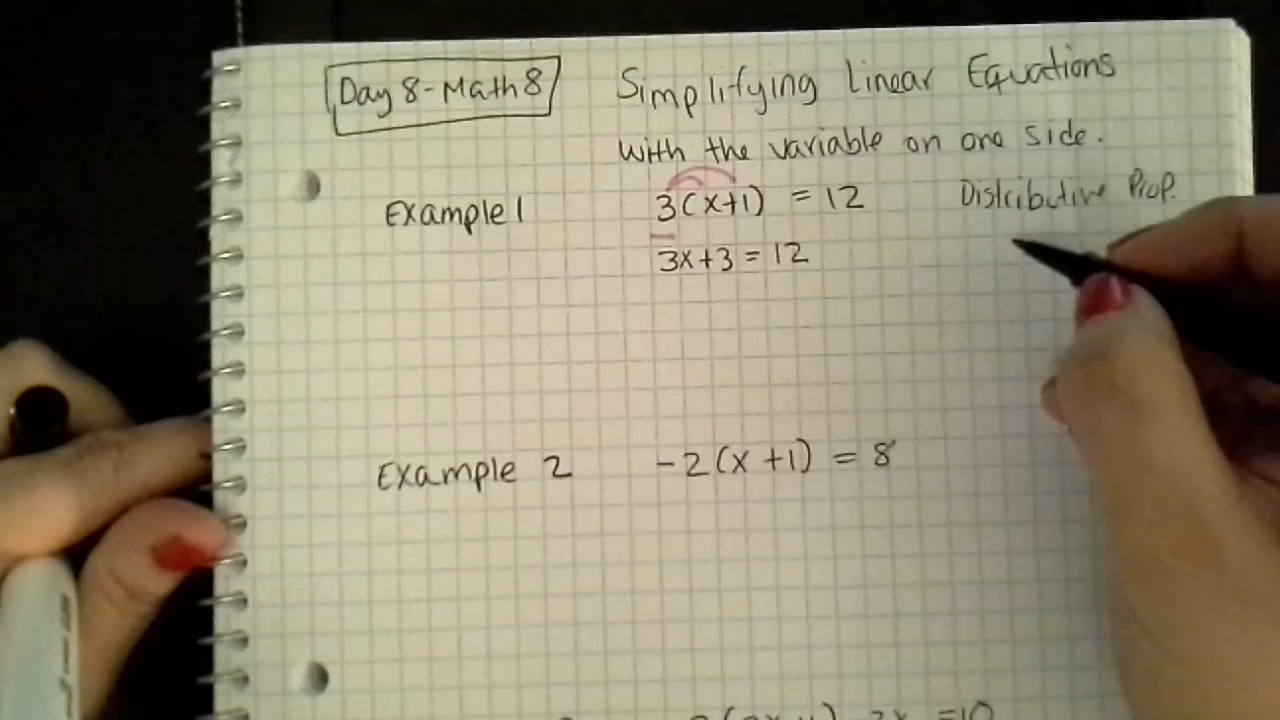 Day 8-Math 8
Simplifying Linear Equations
with the variable on one side.
Example 1
3(x+1) = 12
Distributive Prop.
3x+3 = 12
Example 2
-2(x+1) = 8
=10